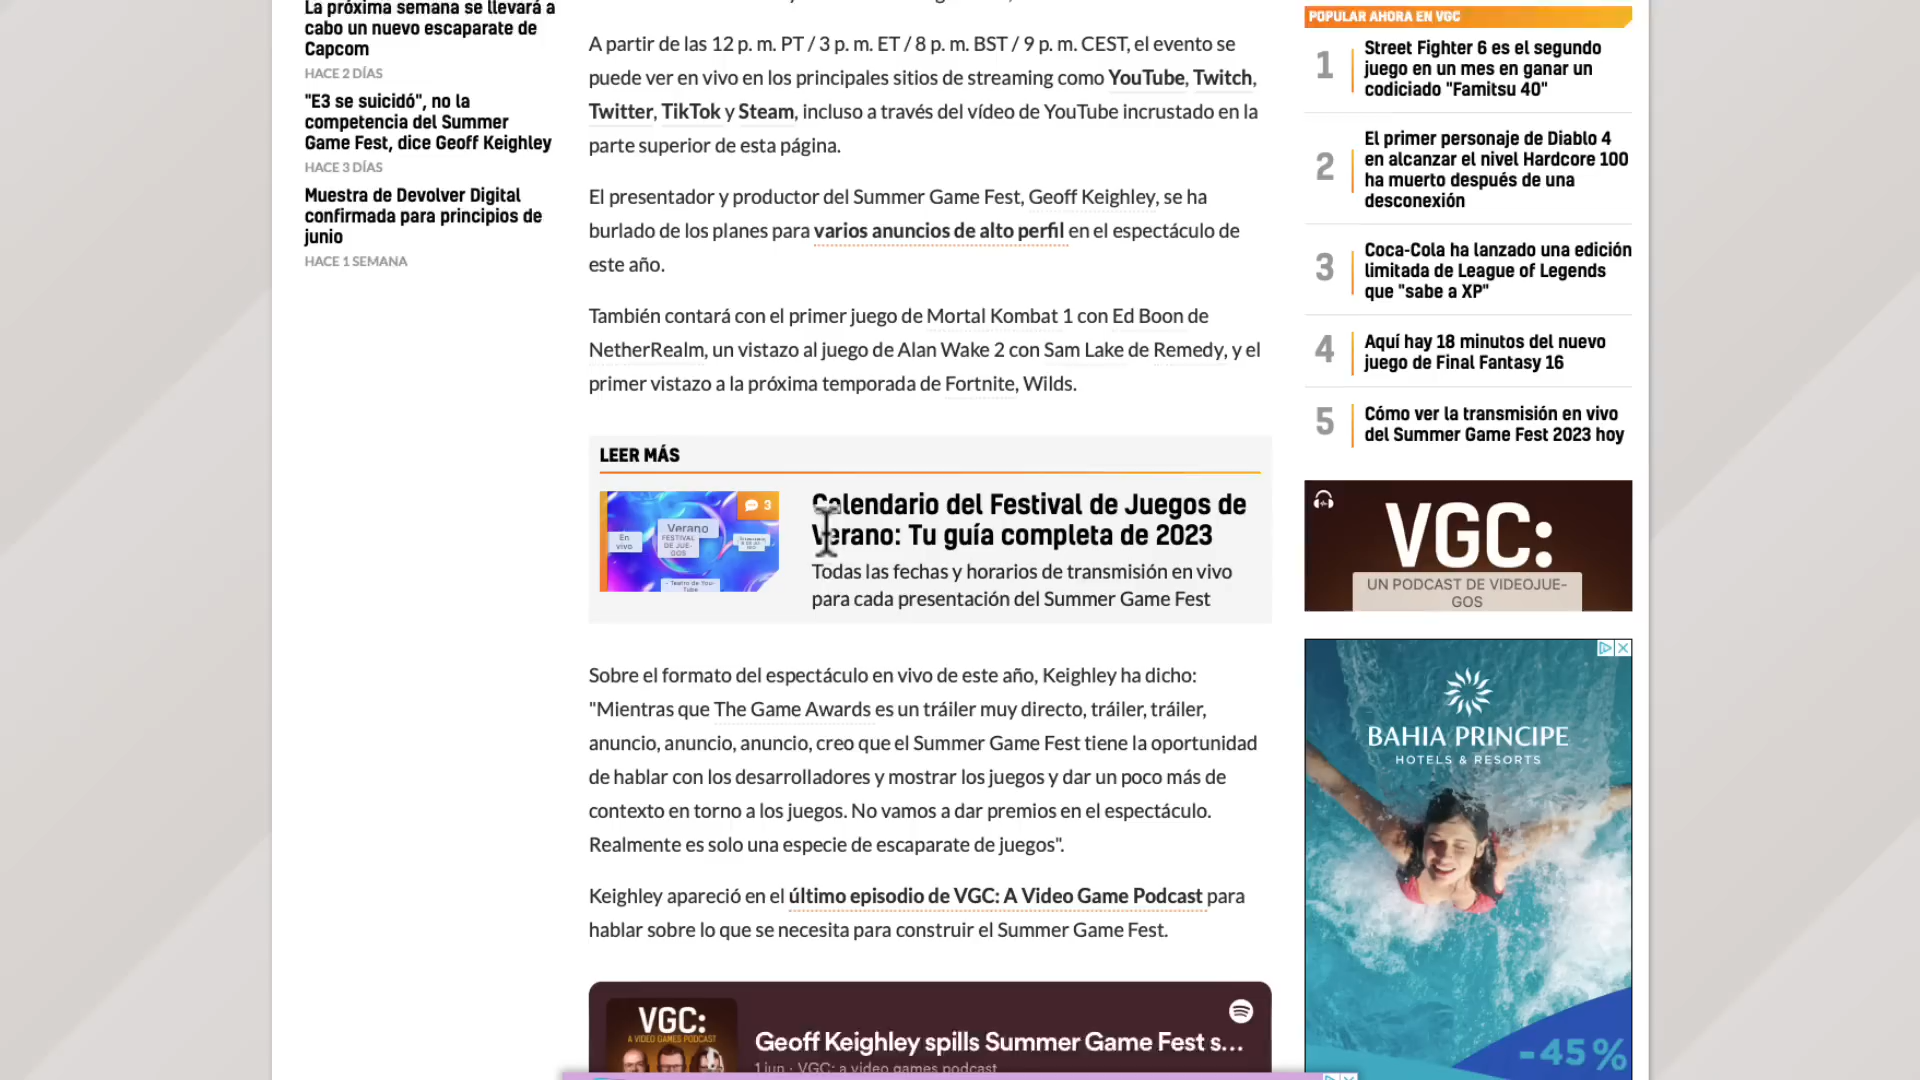 La próxima semana se llevará a
cabo un nuevo escaparate de
Capcom
HACE 2 DÍAS
"E3 se suicidó", no la
competencia del Summer
Game Fest, dice Geoff Keighley
HACE 3 DÍAS
Muestra de Devolver Digital
confirmada para principios de
junio
HACE 1 SEMANA
A partir de las 12 p. m. PT / 3 p. m. ET / 8 p. m. BST / 9 p. m. CEST, el evento se
puede ver en vivo en los principales sitios de streaming como YouTube, Twitch,
Twitter, TikTok y Steam, incluso a través del vídeo de YouTube incrustado en la
parte superior de esta página.
El presentador y productor del Summer Game Fest, Geoff Keighley, se ha
burlado de los planes para varios anuncios de alto perfil en el espectáculo de
este año.
También contará con el primer juego de Mortal Kombat 1 con Ed Boon de
NetherRealm, un vistazo al juego de Alan Wake 2 con Sam Lake de Remedy, y el
primer vistazo a la próxima temporada de Fortnite, Wilds.
LEER MÁS
3
Verano
FESTIVAL
DE JUE-
GOS
En
vivo
- Teatro de You-
Tube
Calendario del Festival de Juegos de
Verano: Tu guía completa de 2023
Todas las fechas y horarios de transmisión en vivo
para cada presentación del Summer Game Fest
Sobre el formato del espectáculo en vivo de este año, Keighley ha dicho:
"Mientras que The Game Awards es un tráiler muy directo, tráiler, tráiler,
anuncio, anuncio, anuncio, creo que el Summer Game Fest tiene la oportunidad
de hablar con los desarrolladores y mostrar los juegos y dar un poco más de
contexto en torno a los juegos. No vamos a dar premios en el espectáculo.
Realmente es solo una especie de escaparate de juegos".
Keighley apareció en el último episodio de VGC: A Video Game Podcast para
hablar sobre lo que se necesita para construir el Summer Game Fest.
VGC:
A VIDEO GAMES PODCAST
Geoff Keighley spills Summer Game Fest s...
1 jun · VGC: a video games podcast
POPULAR AHORA EN VGC
1
Street Fighter 6 es el segundo
juego en un mes en ganar un
codiciado "Famitsu 40"
2
El primer personaje de Diablo 4
en alcanzar el nivel Hardcore 100
ha muerto después de una
desconexión
3
Coca-Cola ha lanzado una edición
limitada de League of Legends
que "sabe a XP"
4
Aquí hay 18 minutos del nuevo
juego de Final Fantasy 16
5
Cómo ver la transmisión en vivo
del Summer Game Fest 2023 hoy
VGC:
UN PODCAST DE VIDEOJUE-
GOS
BAHIA PRINCIPE
HOTELS & RESORTS
-45%